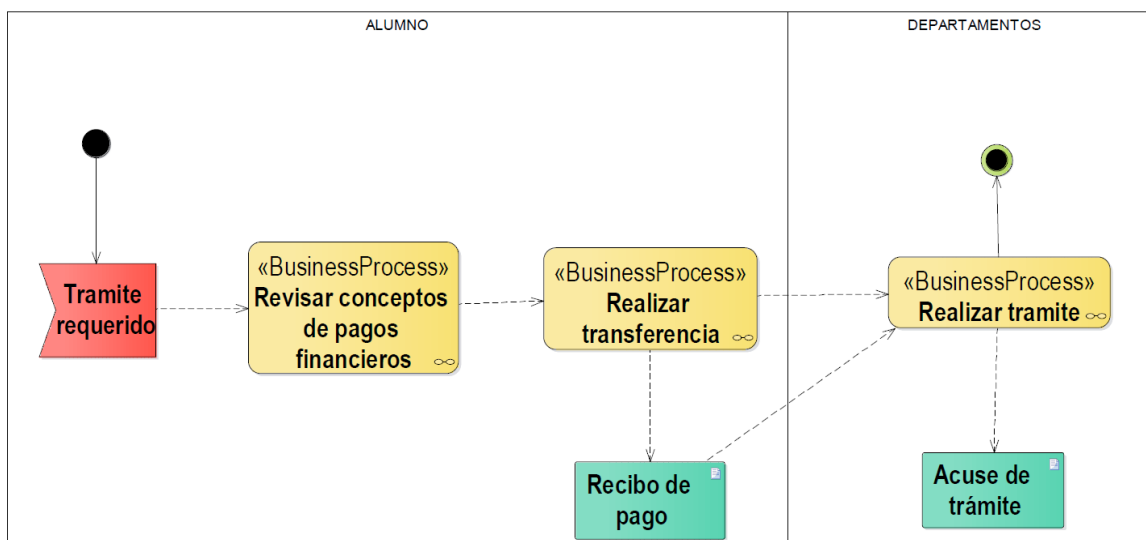 ALUMNO
DEPARTAMENTOS
Tramite
requerido
«BusinessProcess»
Revisar conceptos
de pagos
financieros
«BusinessProcess»
Realizar
transferencia
«BusinessProcess»
Realizar tramite
Recibo de
pago
Acuse de
trámite